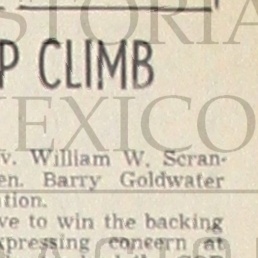 P CLIMB
v. William W. Scran-
en. Barry Goldwater
tion.
ve to win the backing
xpressing concern at